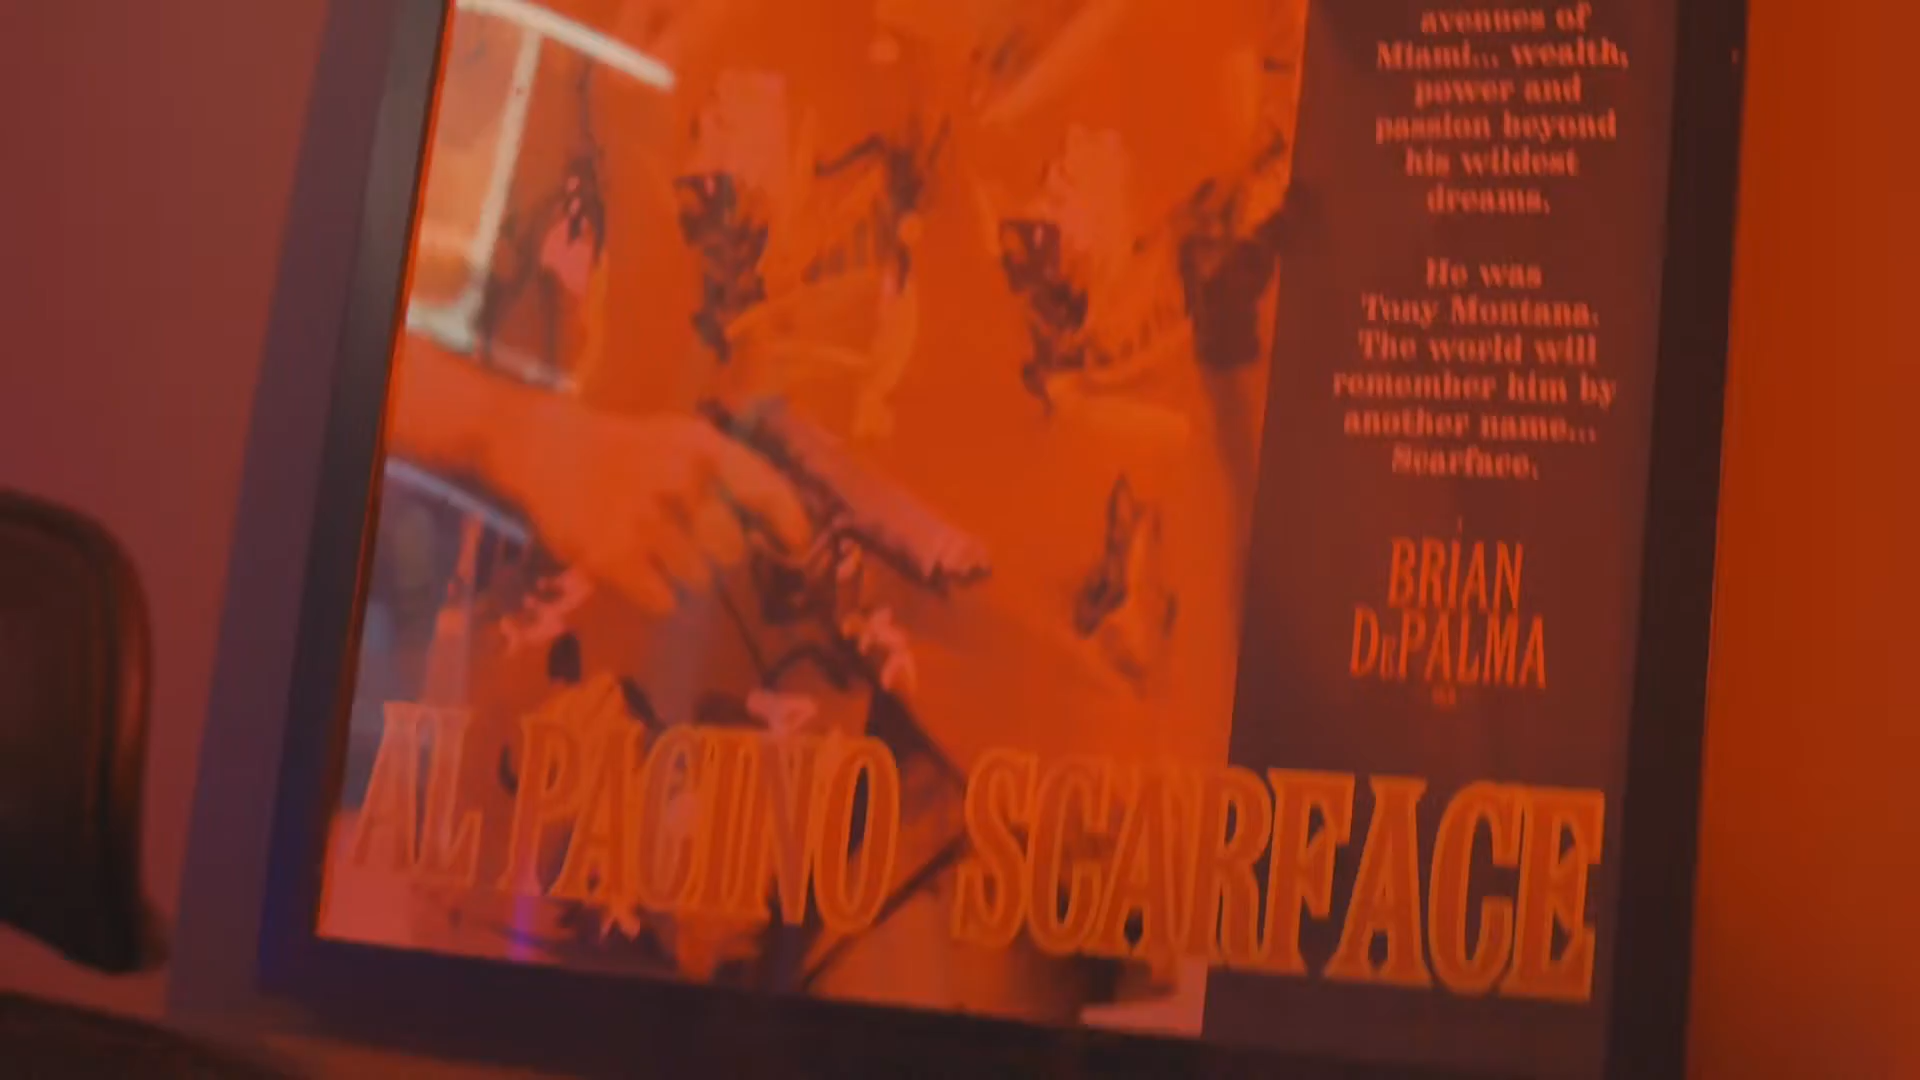 avenues of
Miami... wealth,
power and
passion beyond
his wildest
dreams.
He was
Tony Montana.
The world will
remember him by
another name...
Scarface.
BRIAN
DePALMA
AL PACINO SCARFACE